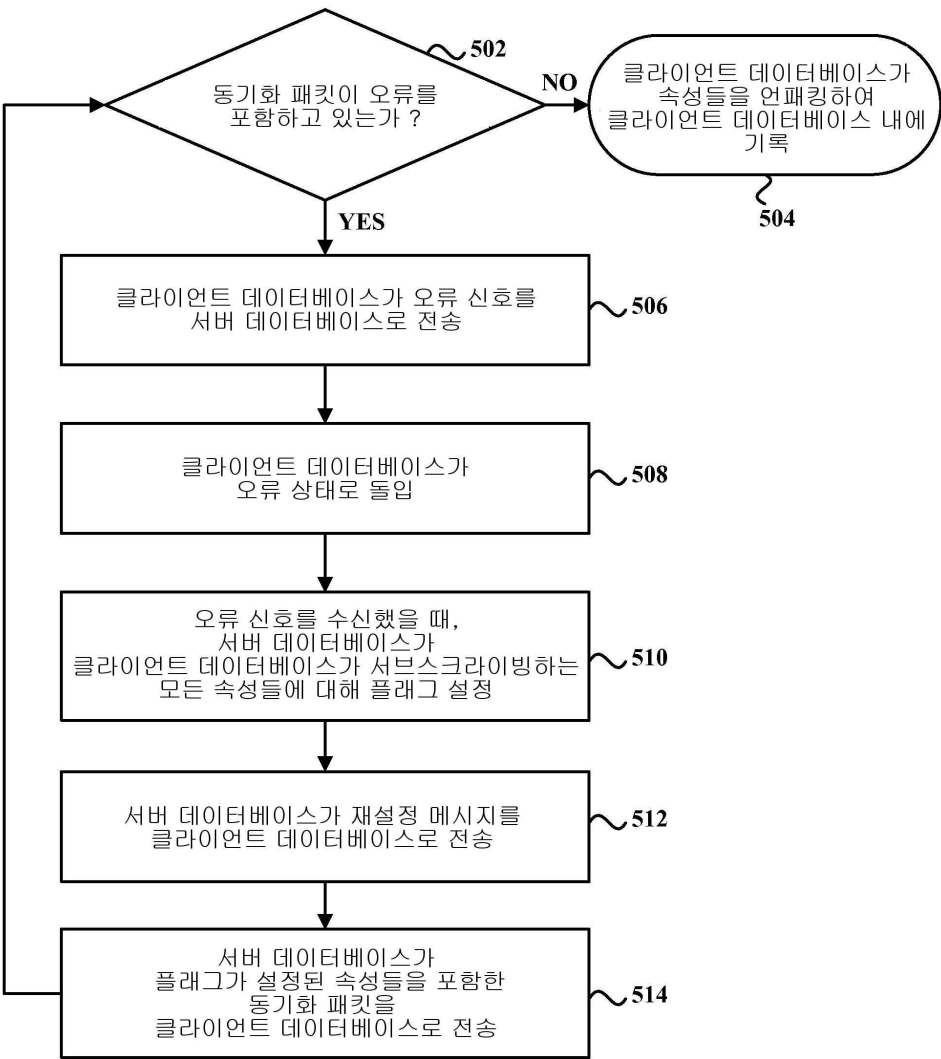 502
동기화 패킷이 오류를
포함하고 있는가 ?
NO
클라이언트 데이터베이스가
속성들을 언패킹하여
클라이언트 데이터베이스 내에
기록
504
YES
클라이언트 데이터베이스가 오류 신호를
서버 데이터베이스로 전송
506
클라이언트 데이터베이스가
오류 상태로 돌입
508
오류 신호를 수신했을 때,
서버 데이터베이스가
클라이언트 데이터베이스가 서브스크라이빙하는
모든 속성들에 대해 플래그 설정
510
서버 데이터베이스가 재설정 메시지를
클라이언트 데이터베이스로 전송
512
서버 데이터베이스가
플래그가 설정된 속성들을 포함한
동기화 패킷을
클라이언트 데이터베이스로 전송
514